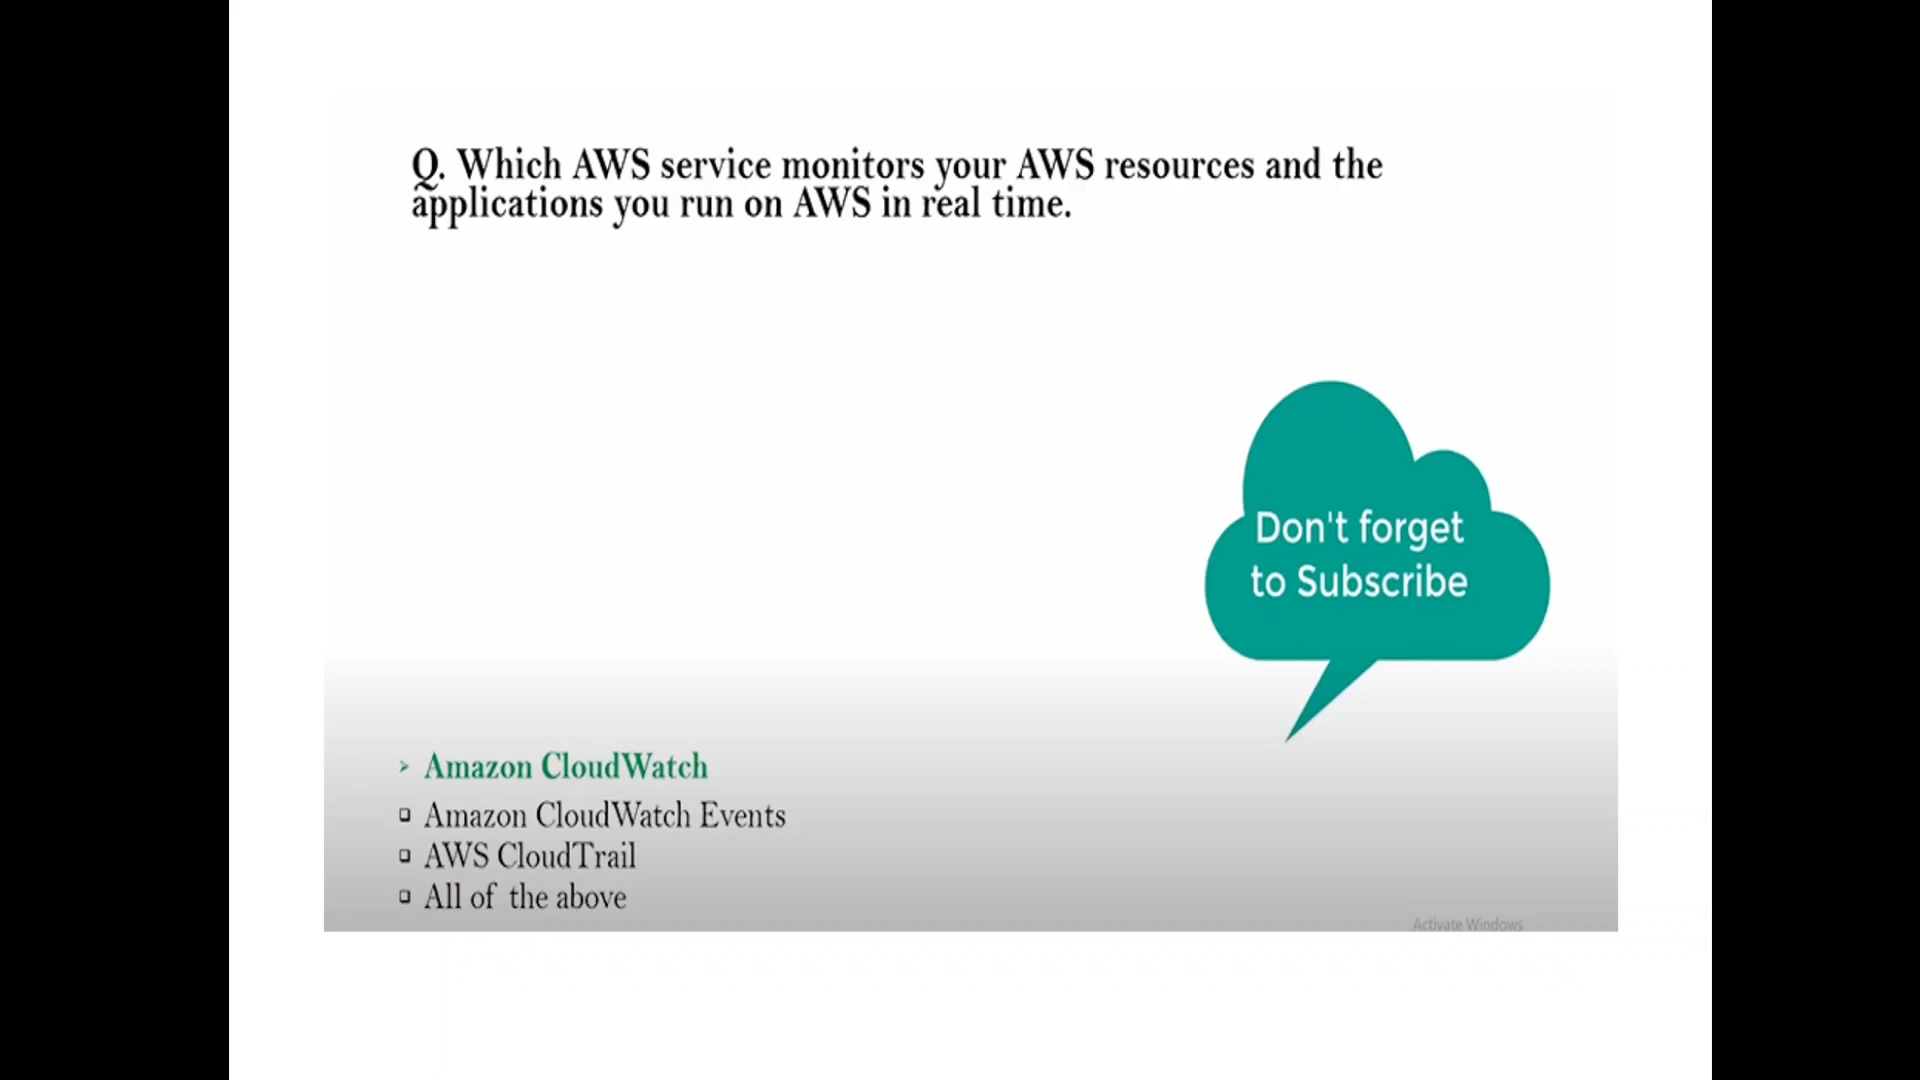 Q. Which AWS service monitors your AWS resources and the
applications you run on AWS in real time.
Don't forget
to Subscribe
Amazon CloudWatch
Amazon CloudWatch Events
AWS CloudTrail
All of the above
Activate Windows